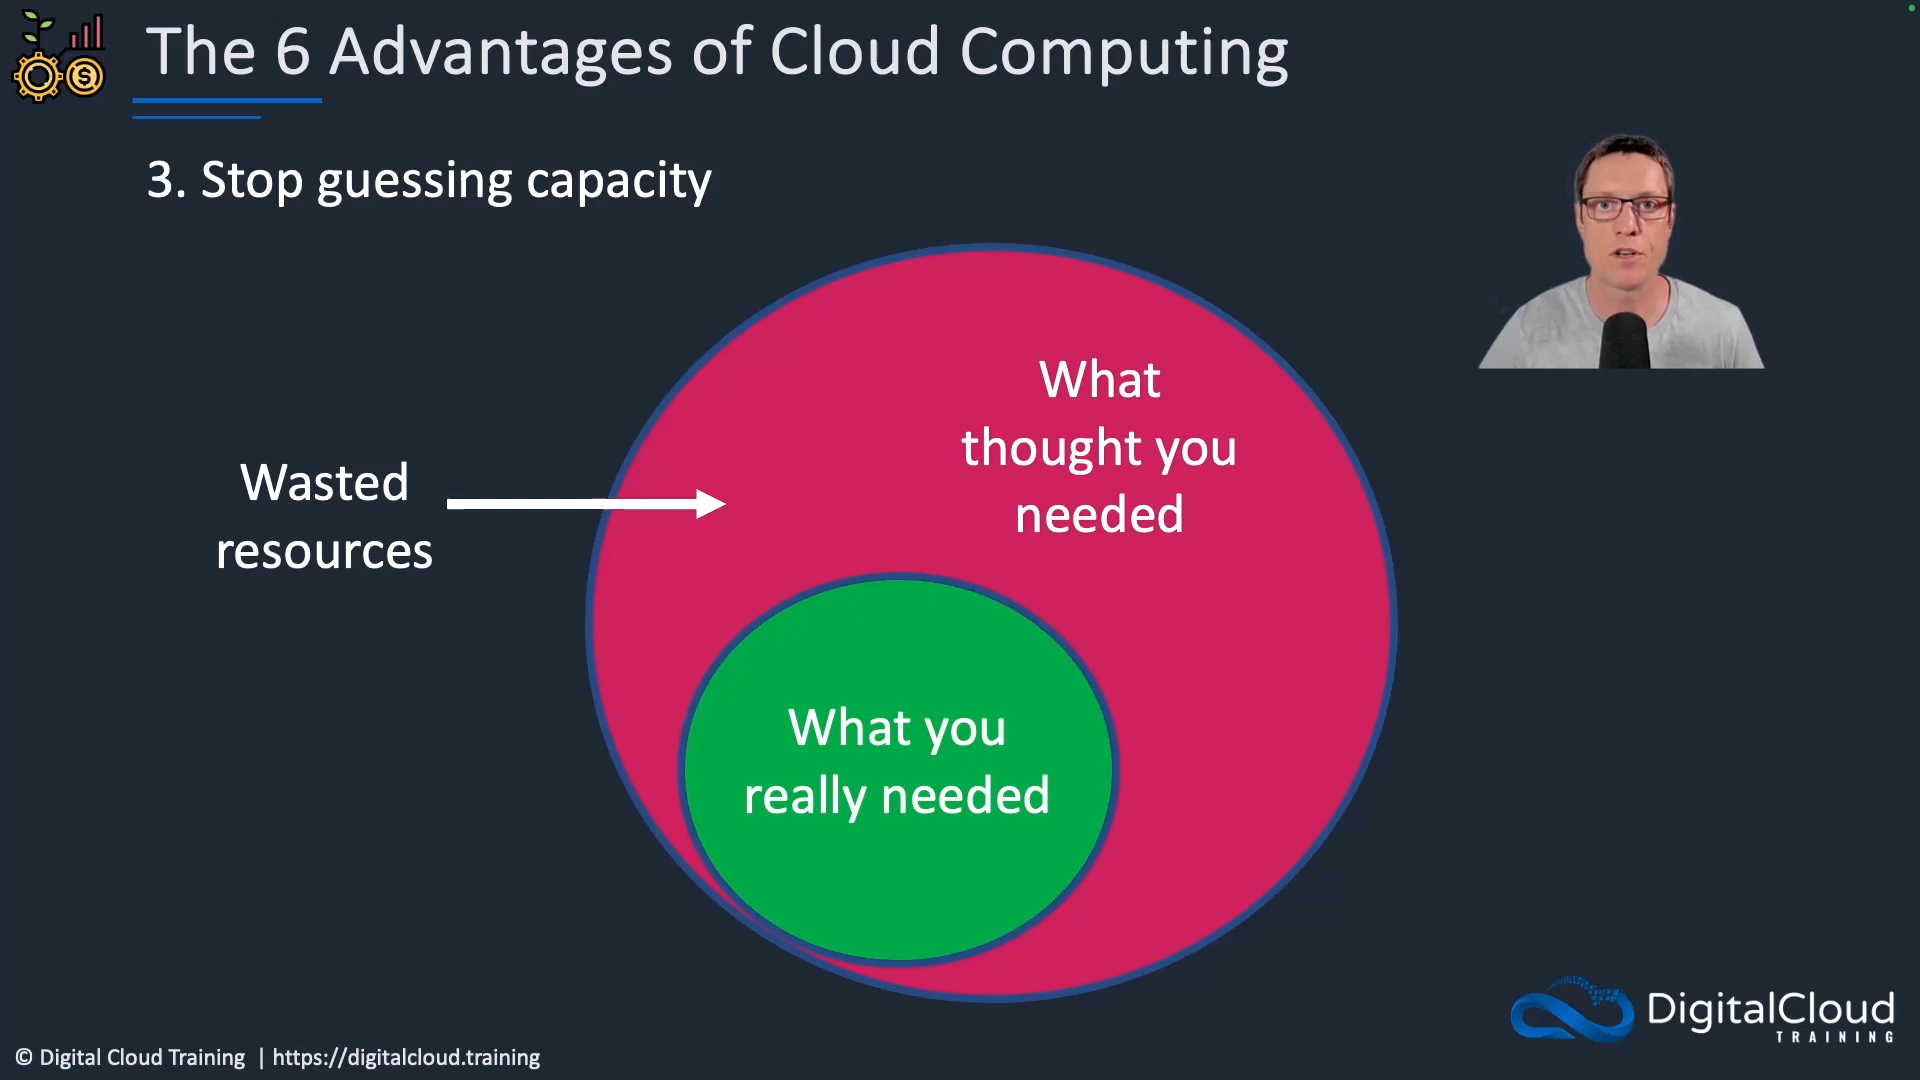 The 6 Advantages of Cloud Computing
3. Stop guessing capacity
What
thought you
needed
Wasted
resources
What you
really needed
DigitalCloud
TRAINING
© Digital Cloud Training | https://digitalcloud.training